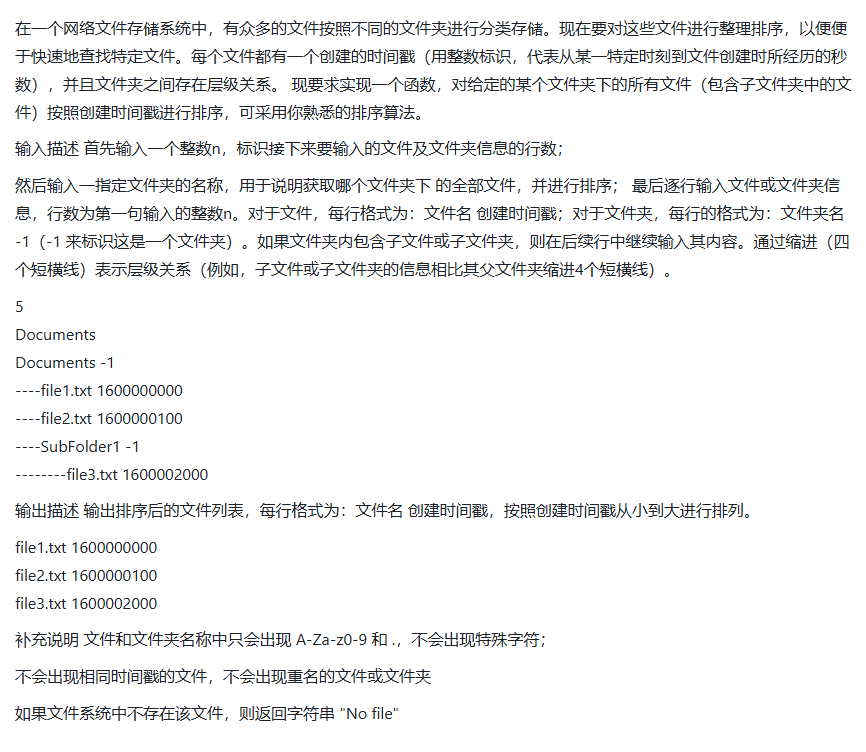 在一个网络文件存储系统中，有众多的文件按照不同的文件夹进行分类存储。现在要对这些文件进行整理排序，以便便
于快速地查找特定文件。每个文件都有一个创建的时间戳（用整数标识，代表从某一特定时刻到文件创建时所经历的秒
数），并且文件夹之间存在层级关系。 现要求实现一个函数，对给定的某个文件夹下的所有文件（包含子文件夹中的文
件）按照创建时间戳进行排序，可采用你熟悉的排序算法。
输入描述 首先输入一个整数n，标识接下来要输入的文件及文件夹信息的行数；
然后输入一指定文件夹的名称，用于说明获取哪个文件夹下 的全部文件，并进行排序； 最后逐行输入文件或文件夹信
息，行数为第一句输入的整数n。对于文件，每行格式为：文件名 创建时间戳；对于文件夹，每行的格式为：文件夹名
-1（-1 来标识这是一个文件夹）。如果文件夹内包含子文件或子文件夹，则在后续行中继续输入其内容。通过缩进（四
个短横线）表示层级关系（例如，子文件或子文件夹的信息相比其父文件夹缩进4个短横线）。
5
Documents
Documents -1
----file1.txt 1600000000
----file2.txt 1600000100
----SubFolder1 -1
--------file3.txt 1600002000
输出描述 输出排序后的文件列表，每行格式为：文件名 创建时间戳，按照创建时间戳从小到大进行排列。
file1.txt 1600000000
file2.txt 1600000100
file3.txt 1600002000
补充说明 文件和文件夹名称中只会出现 A-Za-z0-9 和 .，不会出现特殊字符；
不会出现相同时间戳的文件，不会出现重名的文件或文件夹
如果文件系统中不存在该文件，则返回字符串 "No file"